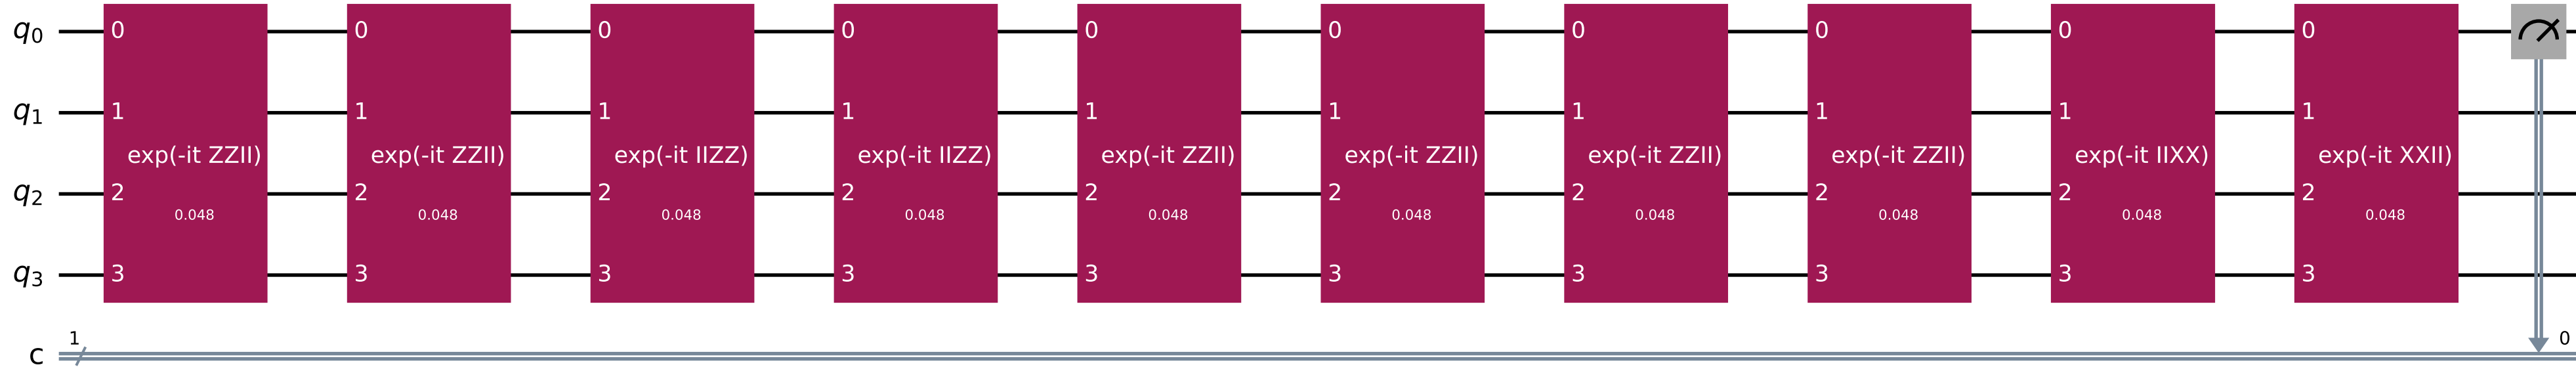 q0 0 0 0 0 0 0 0 0 0 0
q1 1 1 1 1 1 1 1 1 1 1
exp(-it ZZII) exp(-it ZZII) exp(-it IIZZ) exp(-it IIZZ) exp(-it ZZII) exp(-it ZZII) exp(-it ZZII) exp(-it ZZII) exp(-it IIXX) exp(-it XXII)
q2 2 2 2 2 2 2 2 2 2 2
0.048 0.048 0.048 0.048 0.048 0.048 0.048 0.048 0.048 0.048
q3 3 3 3 3 3 3 3 3 3 3
1 0
c